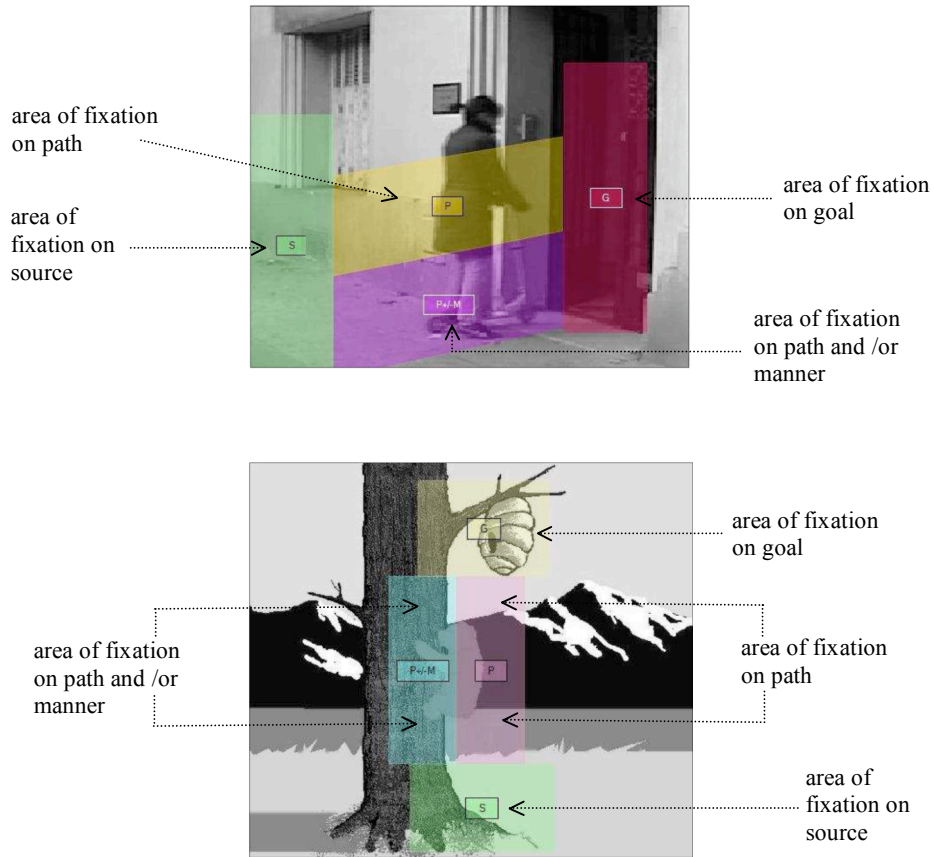 area of fixation
on path
area of
fixation on
source
P
S
P+/-M
G
area of fixation
on goal
area of fixation
on path and /or
manner
area of fixation
on path and /or
manner
G
P+/-M
P
S
area of fixation
on goal
area of fixation
on path
area of
fixation on
source